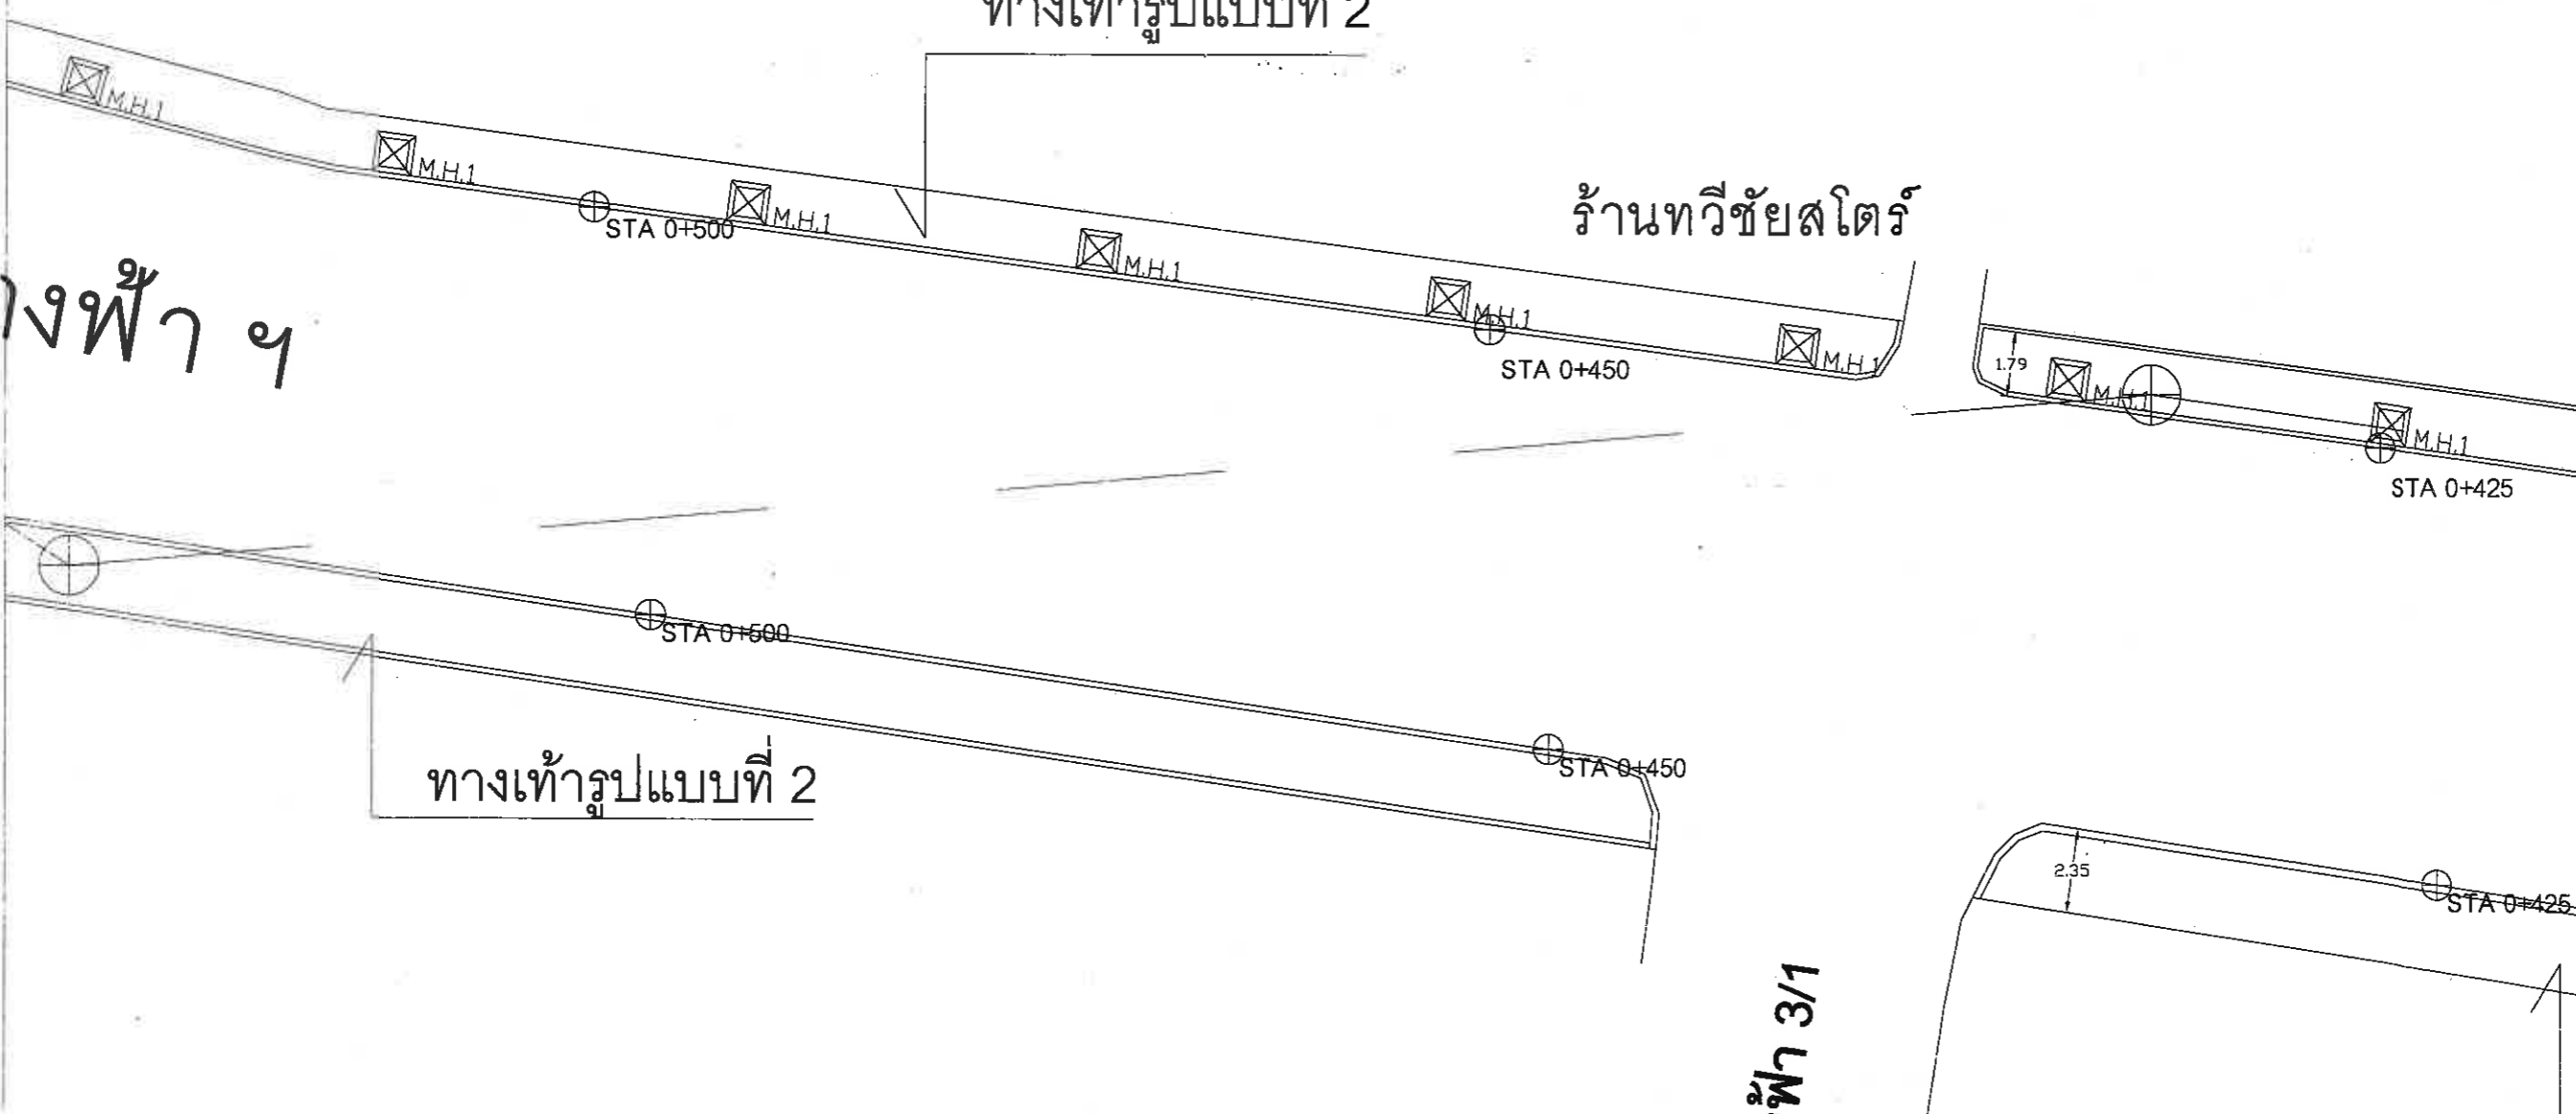 ทางเท้ารูปแบบที่ 2
M.H.1
M.H.1
STA 0+500
M.H.1
M.H.1
ร้านทวีชัยสโตร์
M.H.1
STA 0+450
M.H.1
1.79
M.H.1
M.H.1
STA 0+425
ฟ้า ฯ
STA 0+500
ทางเท้ารูปแบบที่ 2
STA 0+450
2.35
STA 0+425
ฟ้า 3/1